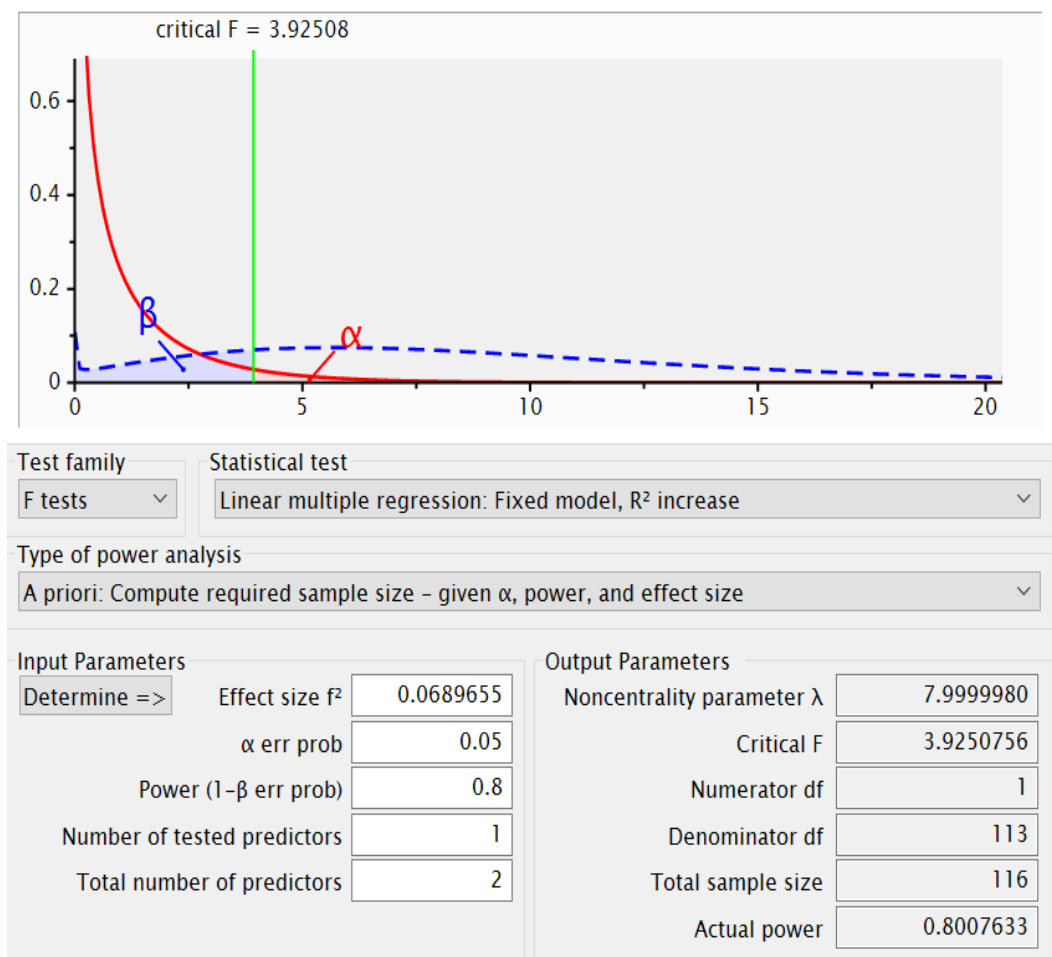 critical F = 3.92508
0.6
0.4
0.2
0
β
α
0 5 10 15 20
Test family
Statistical test
F tests
Linear multiple regression: Fixed model, R² increase
Type of power analysis
A priori: Compute required sample size – given α, power, and effect size
Input Parameters
Output Parameters
Determine =>
Effect size f² 0.0689655
Noncentrality parameter λ 7.9999980
α err prob 0.05
Critical F 3.9250756
Power (1–β err prob) 0.8
Numerator df 1
Number of tested predictors 1
Denominator df 113
Total number of predictors 2
Total sample size 116
Actual power 0.8007633